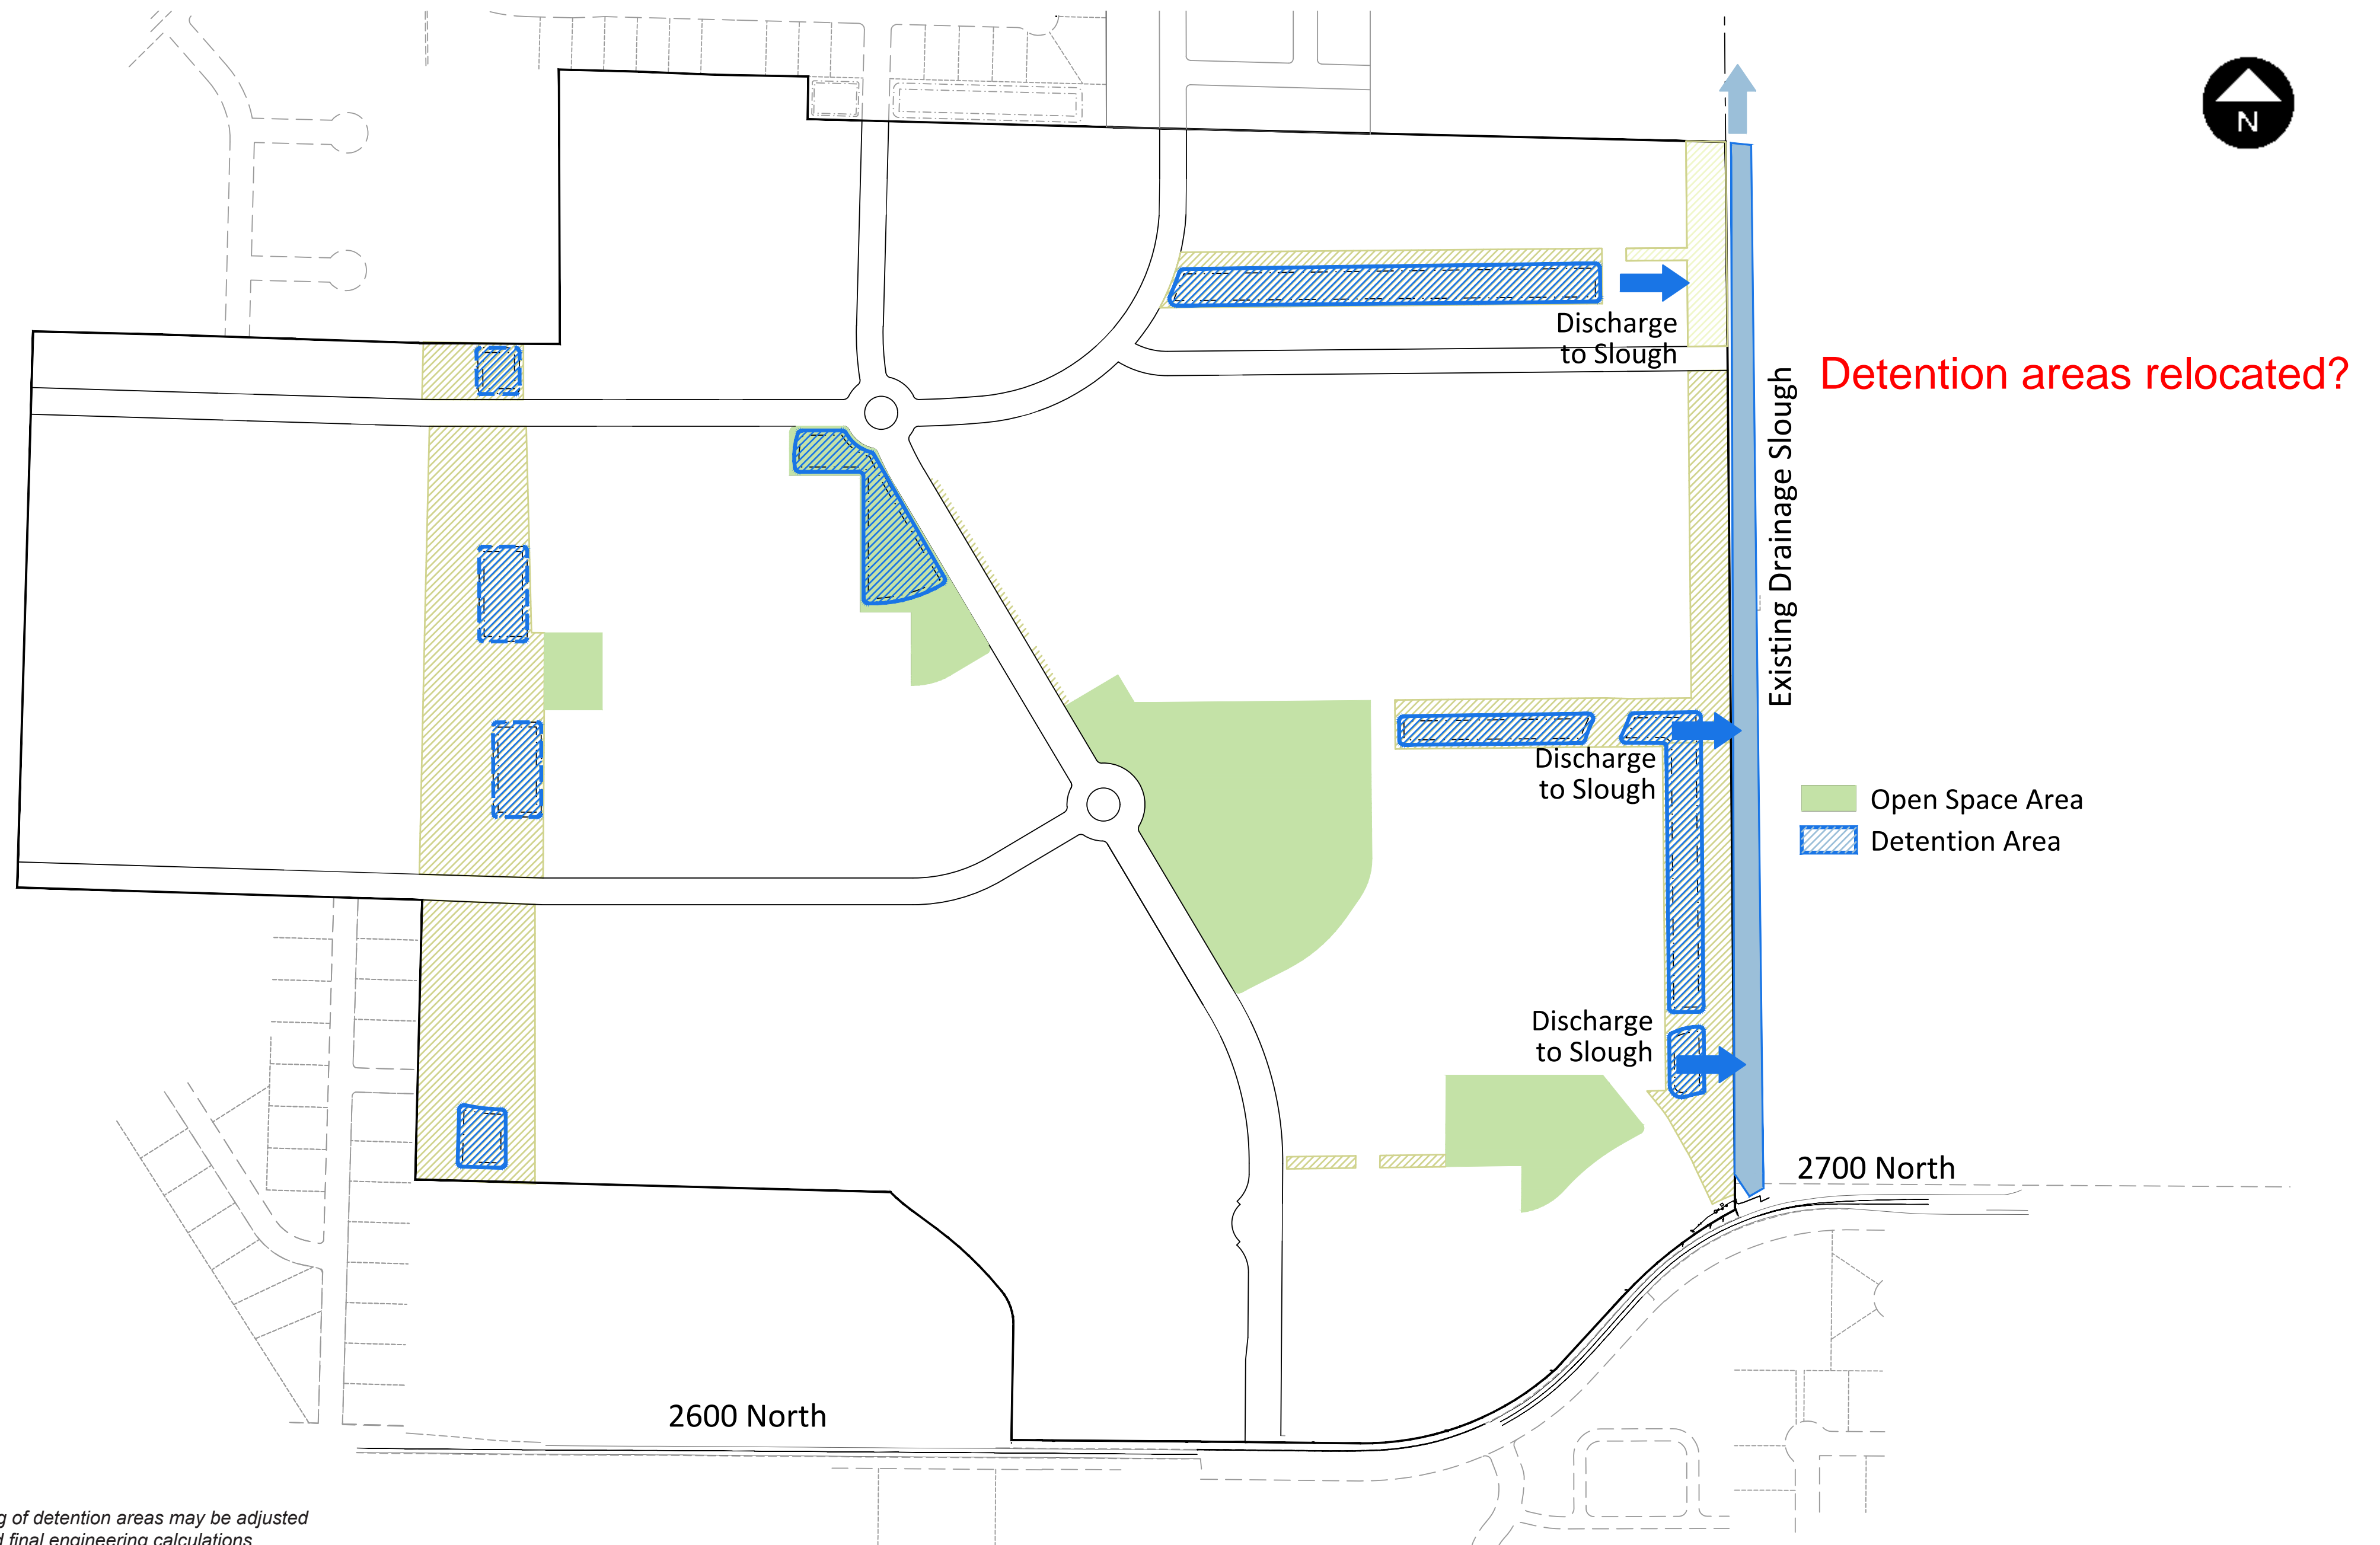 N
Discharge
to Slough
Detention areas relocated?
Existing Drainage Slough
Discharge
to Slough
Open Space Area
Detention Area
Discharge
to Slough
2700 North
2600 North
of detention areas may be adjusted
final engineering calculations